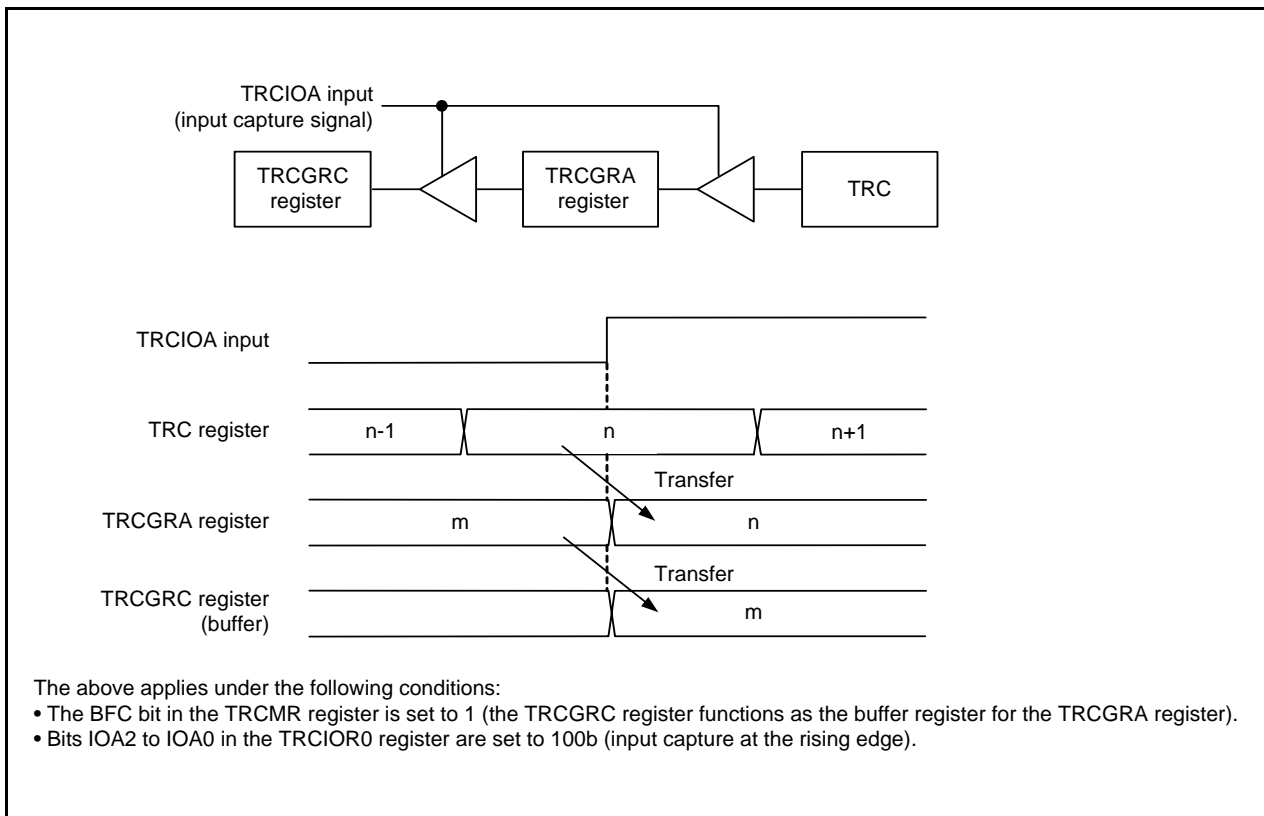 TRCIOA input
(input capture signal)
TRCGRC
register
TRCGRA
register
TRC
TRCIOA input
TRC register
n-1
n
n+1
Transfer
TRCGRA register
m
n
Transfer
TRCGRC register
(buffer)
m
The above applies under the following conditions:
• The BFC bit in the TRCMR register is set to 1 (the TRCGRC register functions as the buffer register for the TRCGRA register).
• Bits IOA2 to IOA0 in the TRCIOR0 register are set to 100b (input capture at the rising edge).